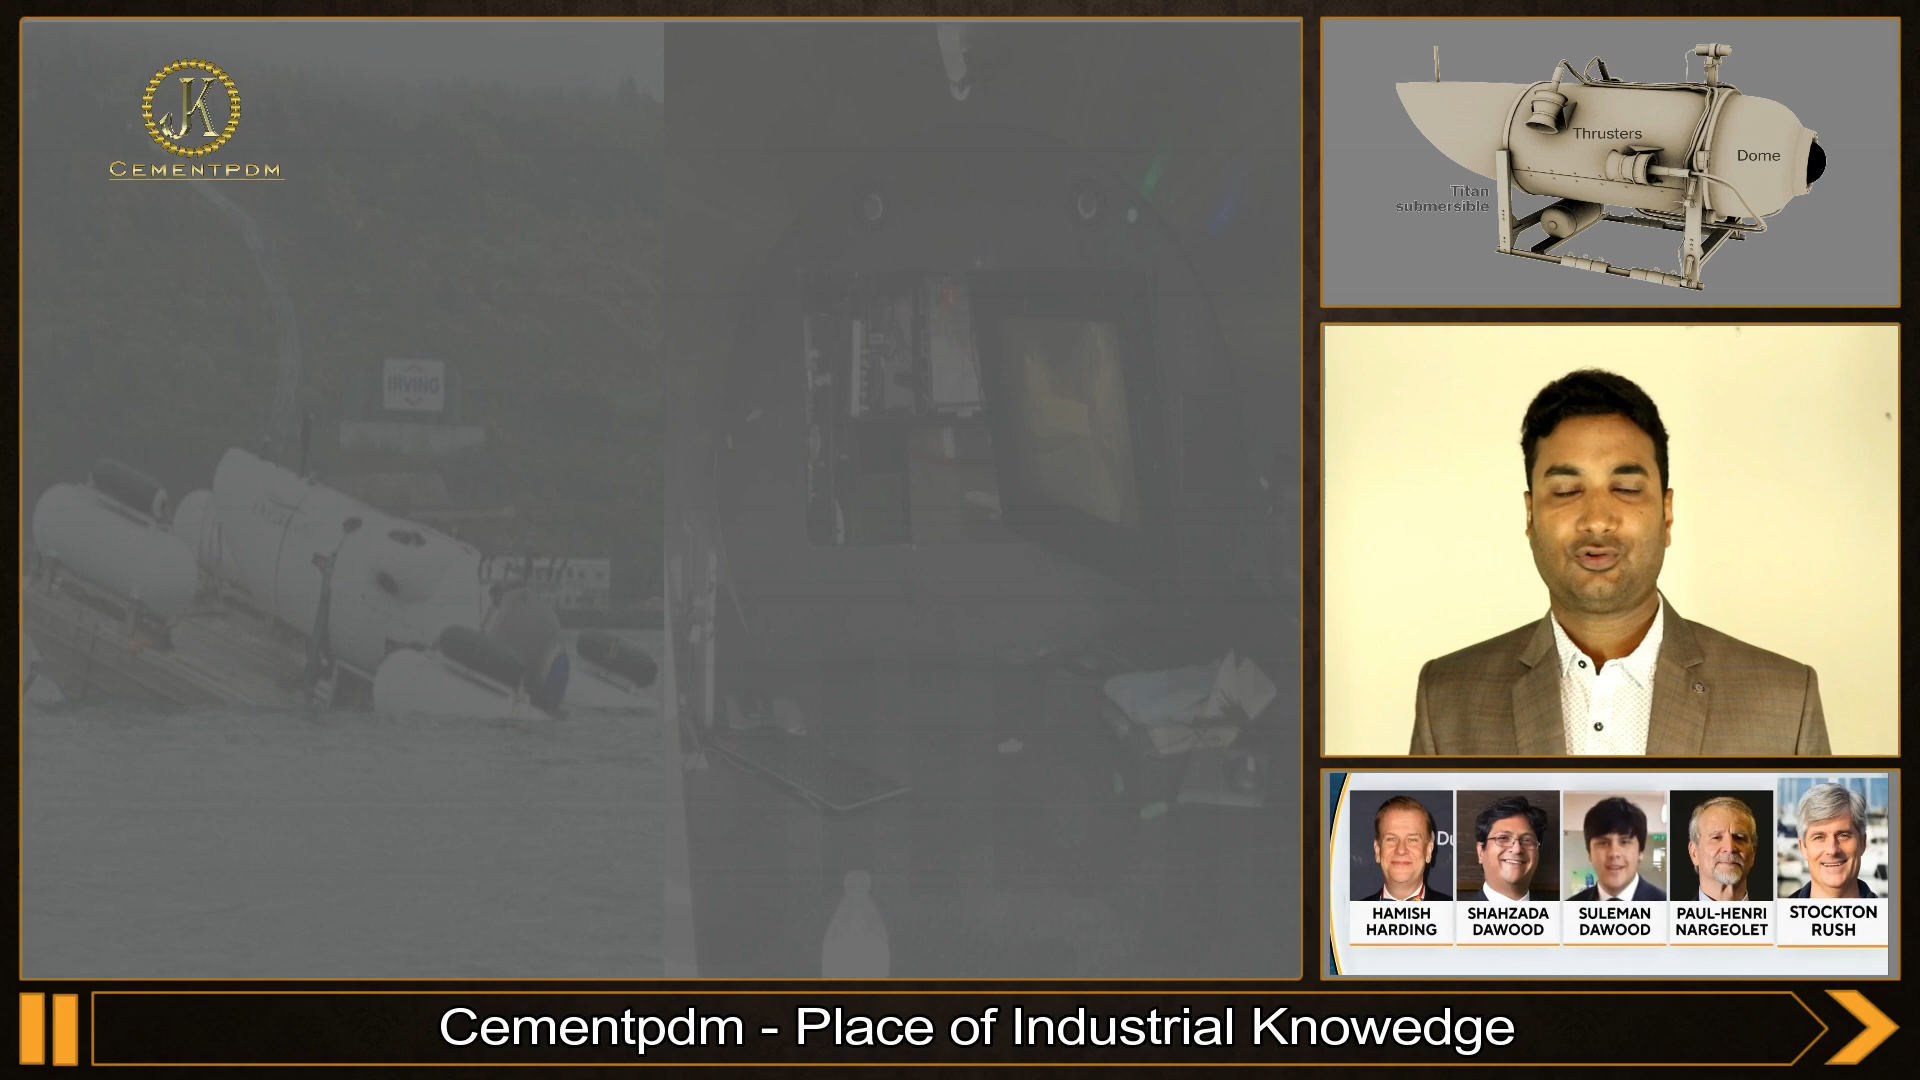 JK
CEMENTPDM
IRVING
Thrusters
Dome
Titan
submersible
HAMISH
HARDING
SHAHZADA
DAWOOD
SULEMAN
DAWOOD
PAUL-HENRI
NARGEOLET
STOCKTON
RUSH
Cementpdm - Place of Industrial Knowedge